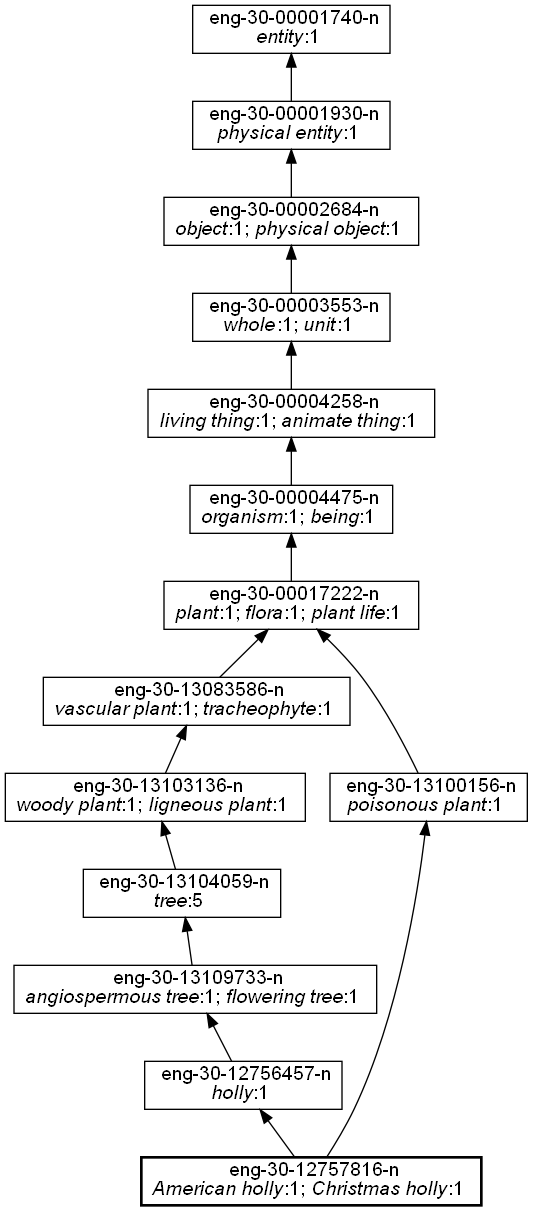 eng-30-00001740-n
entity:1
eng-30-00001930-n
physical entity:1
eng-30-00002684-n
object:1; physical object:1
eng-30-00003553-n
whole:1; unit:1
eng-30-00004258-n
living thing:1; animate thing:1
eng-30-00004475-n
organism:1; being:1
eng-30-00017222-n
plant:1; flora:1; plant life:1
eng-30-13083586-n
vascular plant:1; tracheophyte:1
eng-30-13103136-n
woody plant:1; ligneous plant:1
eng-30-13100156-n
poisonous plant:1
eng-30-13104059-n
tree:5
eng-30-13109733-n
angiospermous tree:1; flowering tree:1
eng-30-12756457-n
holly:1
eng-30-12757816-n
American holly:1; Christmas holly:1